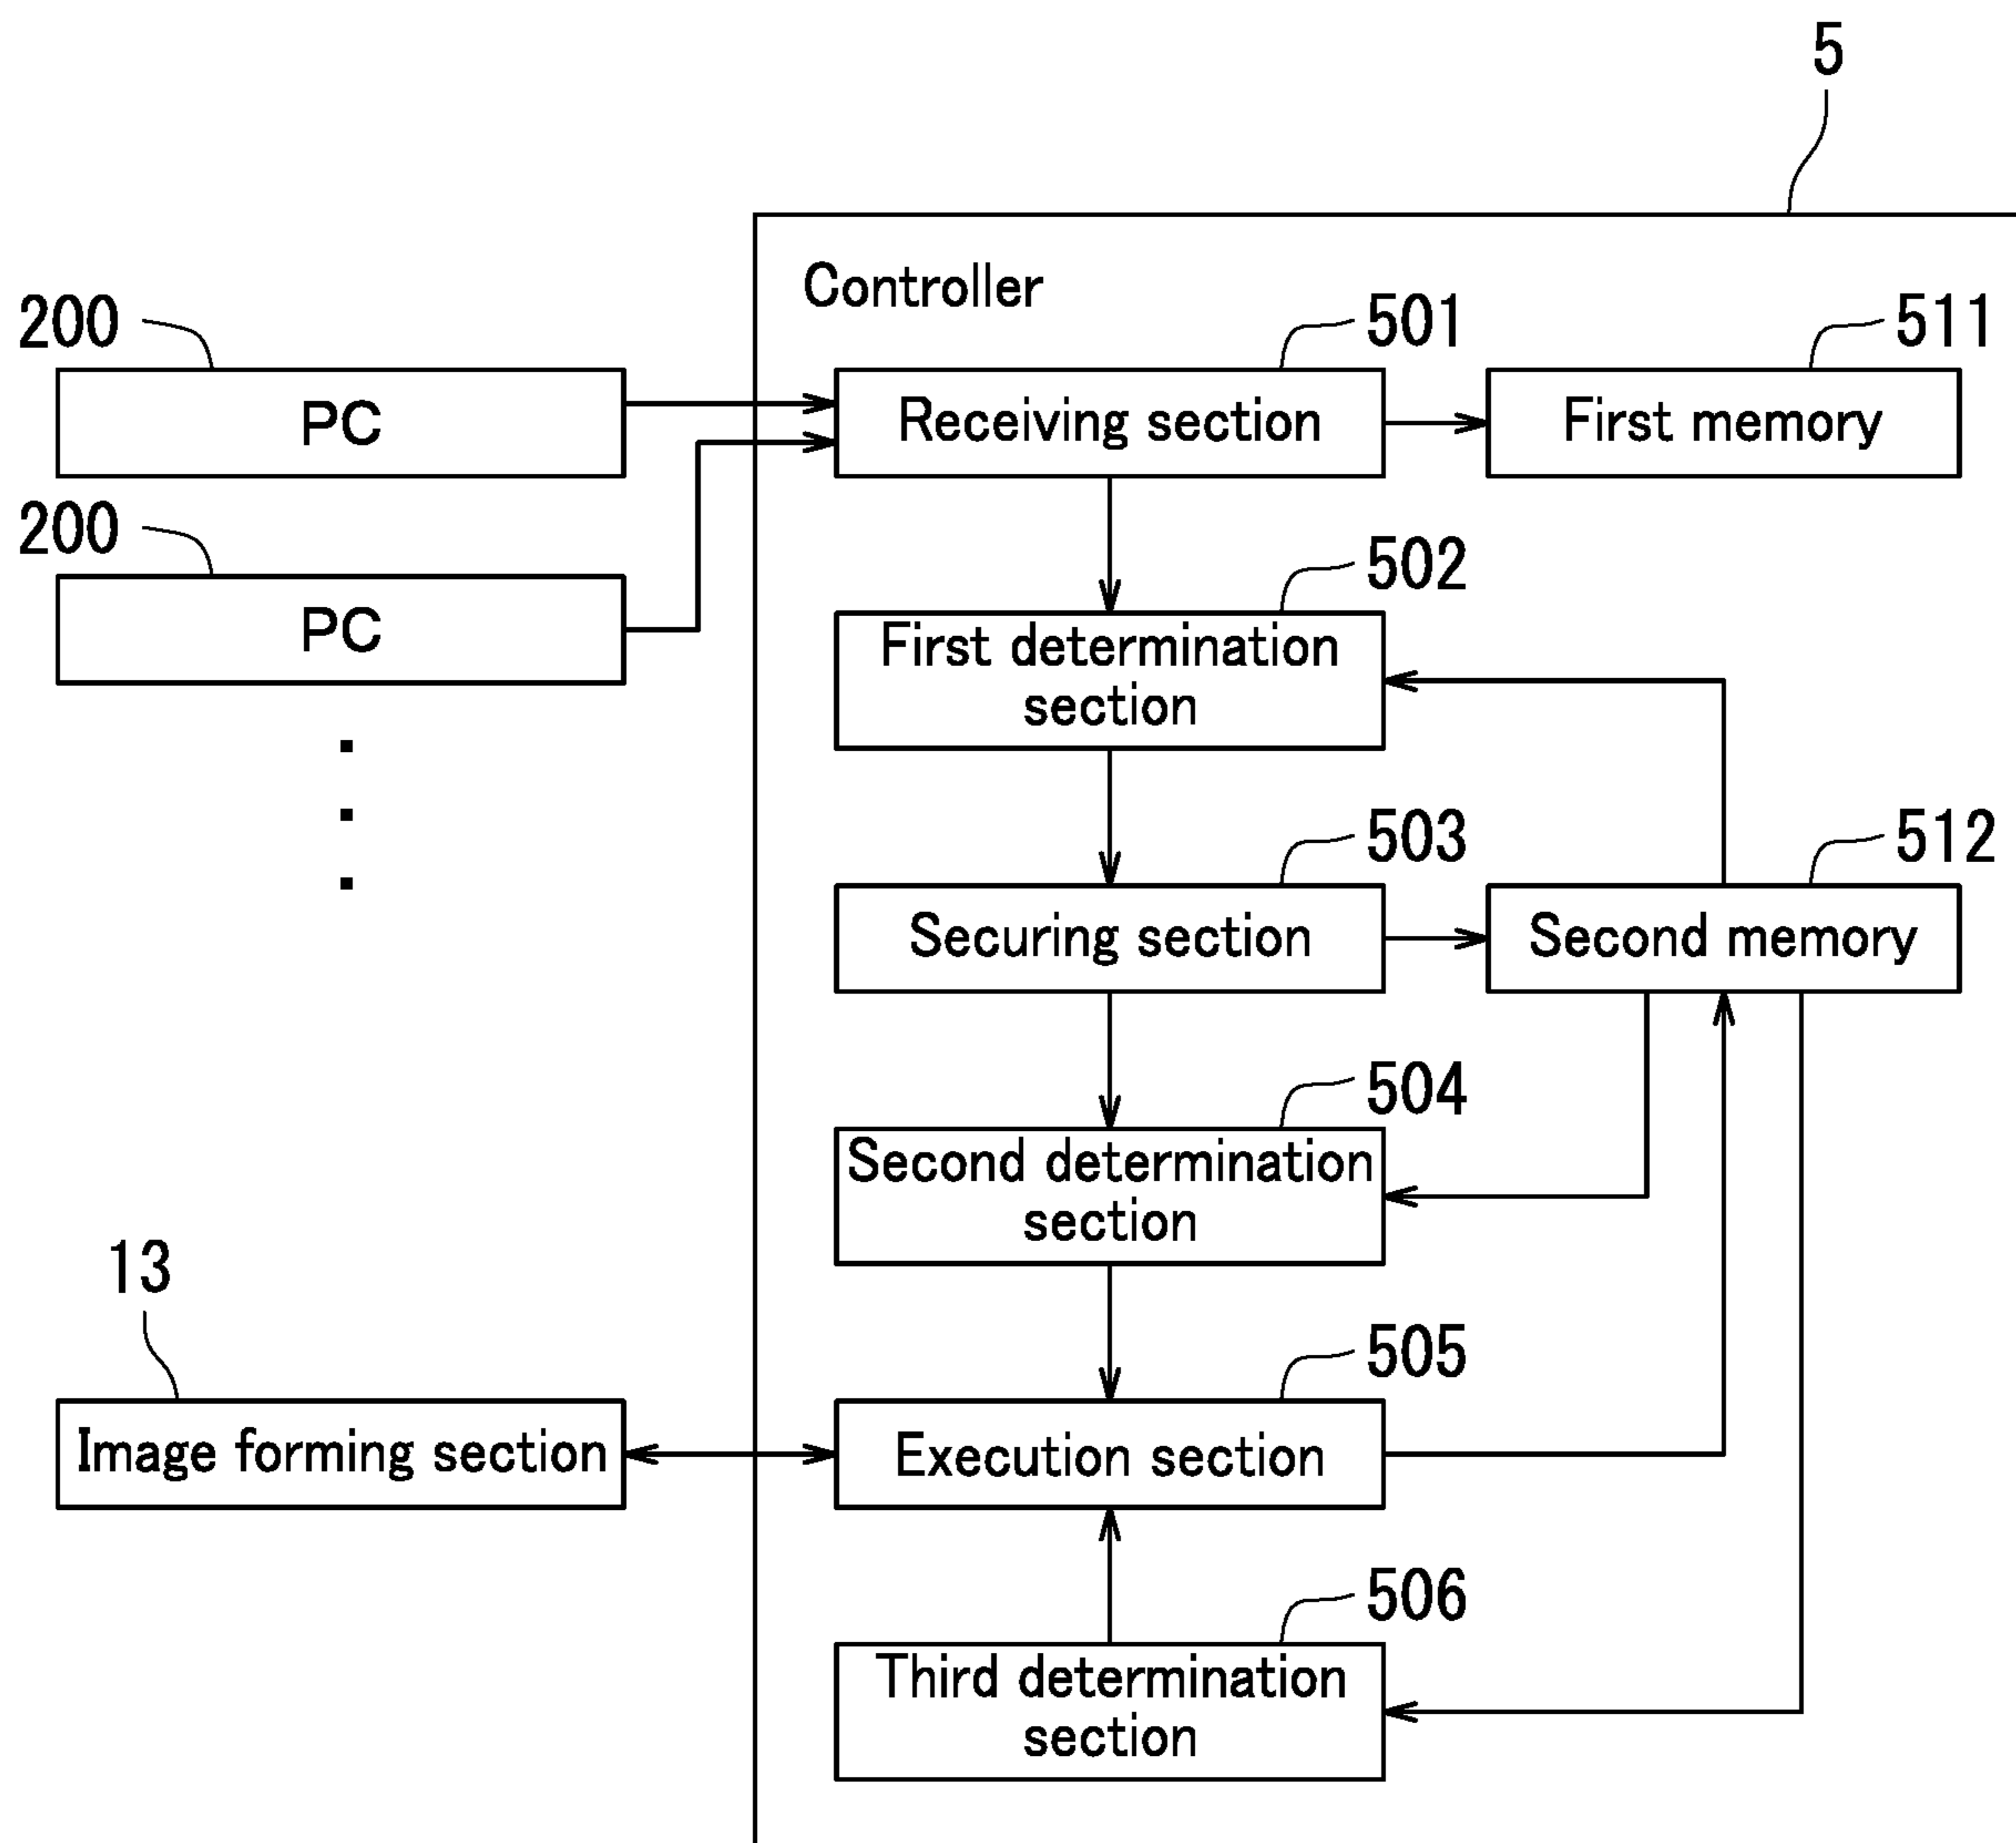 5
Controller
200
501
511
PC
Receiving section
First memory
200
502
PC
First determination
section
503
512
Securing section
Second memory
504
Second determination
section
13
505
Image forming section
Execution section
506
Third determination
section